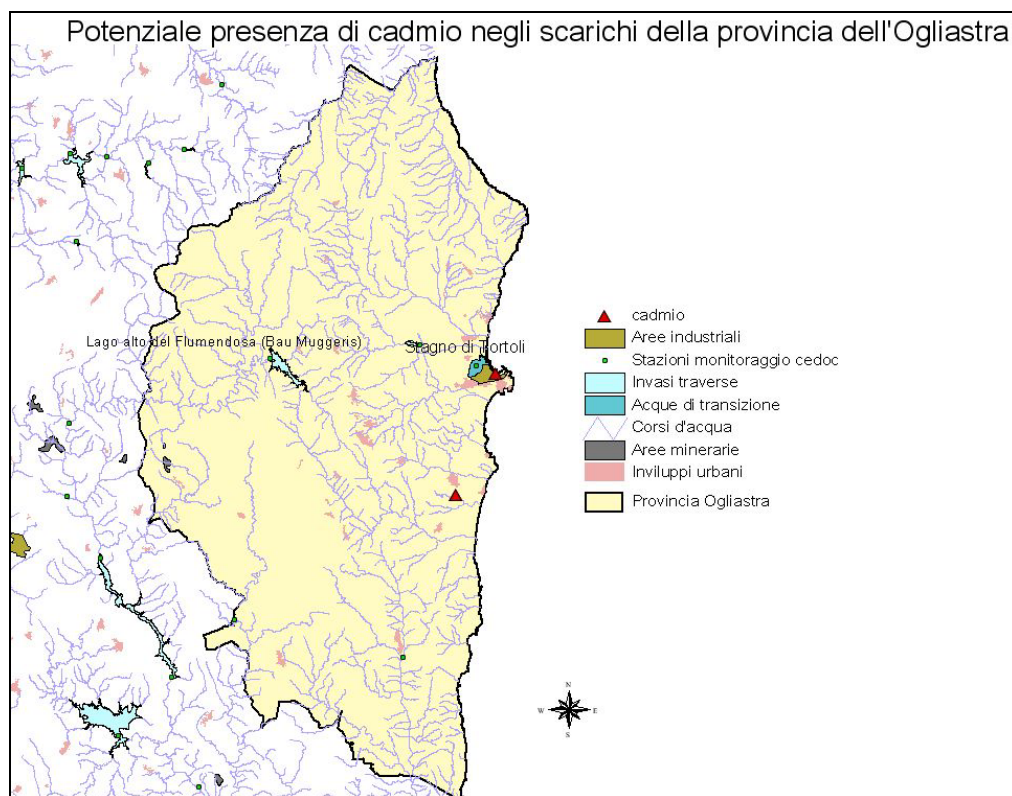 Potenziale presenza di cadmio negli scarichi della provincia dell'Ogliastra
Lago alto del Flumendosa (Bau Muggeris)
Stagno di Tortolì
cadmio
Aree industriali
Stazioni monitoraggio cedoc
Invasi traverse
Acque di transizione
Corsi d'acqua
Aree minerarie
Inviluppi urbani
Provincia Ogliastra
N
W E
S